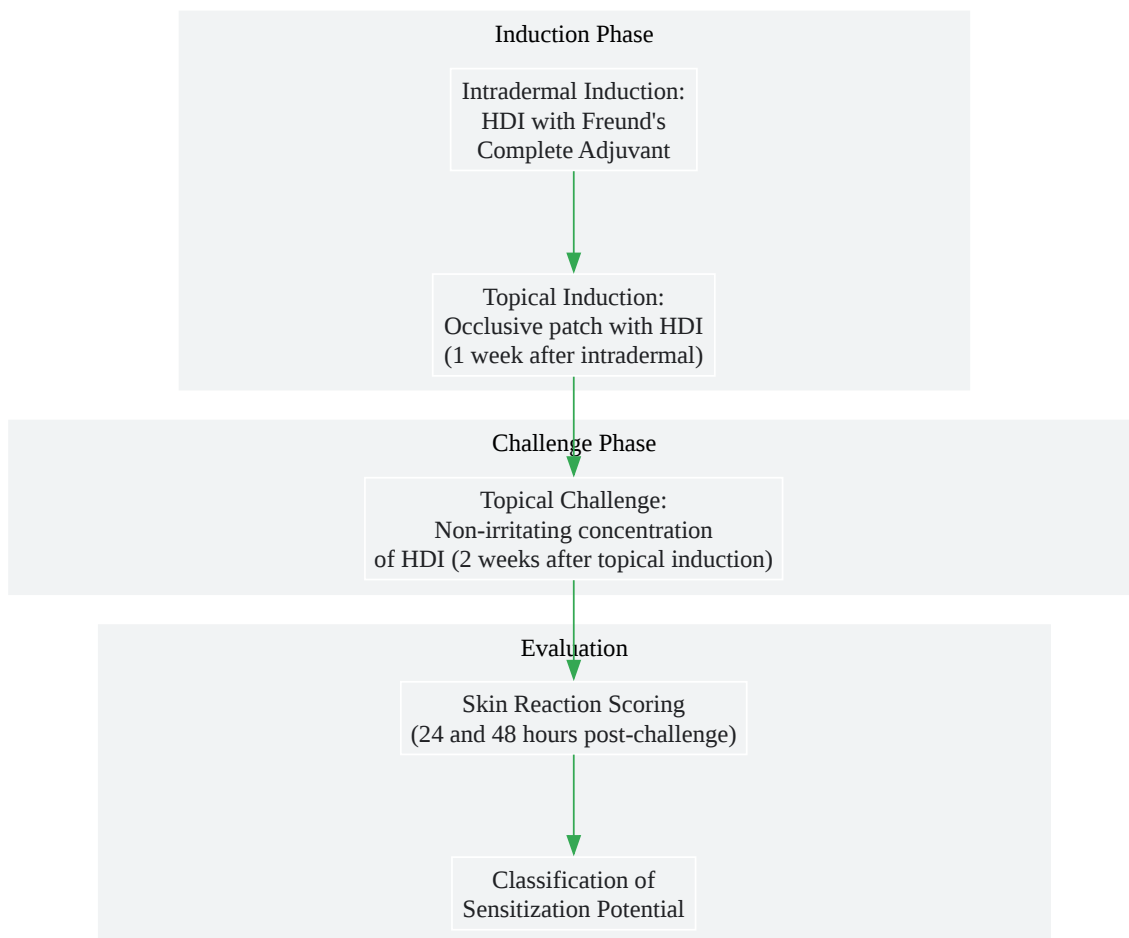 Induction Phase
Intradermal Induction:
HDI with Freund's
Complete Adjuvant
Topical Induction:
Occlusive patch with HDI
(1 week after intradermal)
Challenge Phase
Topical Challenge:
Non-irritating concentration
of HDI (2 weeks after topical induction)
Evaluation
Skin Reaction Scoring
(24 and 48 hours post-challenge)
Classification of
Sensitization Potential